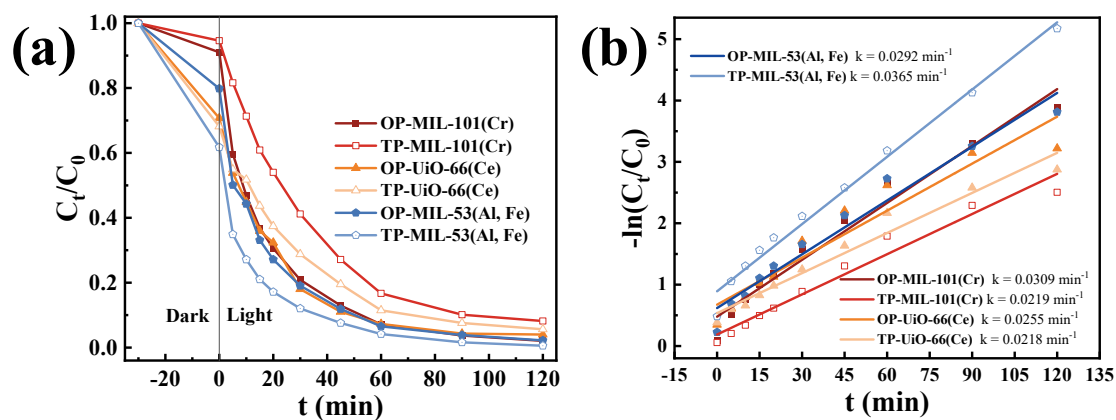 (a)
C_t/C_0
1.0
0.8
0.6
0.4
0.2
0.0
OP-MIL-101(Cr)
TP-MIL-101(Cr)
OP-UiO-66(Ce)
TP-UiO-66(Ce)
OP-MIL-53(Al, Fe)
TP-MIL-53(Al, Fe)
Dark
Light
-20 0 20 40 60 80 100 120
t (min)
(b)
-ln(C_t/C_0)
5
4
3
2
1
0
OP-MIL-53(Al, Fe) k = 0.0292 min⁻¹
TP-MIL-53(Al, Fe) k = 0.0365 min⁻¹
OP-MIL-101(Cr) k = 0.0309 min⁻¹
TP-MIL-101(Cr) k = 0.0219 min⁻¹
OP-UiO-66(Ce) k = 0.0255 min⁻¹
TP-UiO-66(Ce) k = 0.0218 min⁻¹
-15 0 15 30 45 60 75 90 105 120 135
t (min)